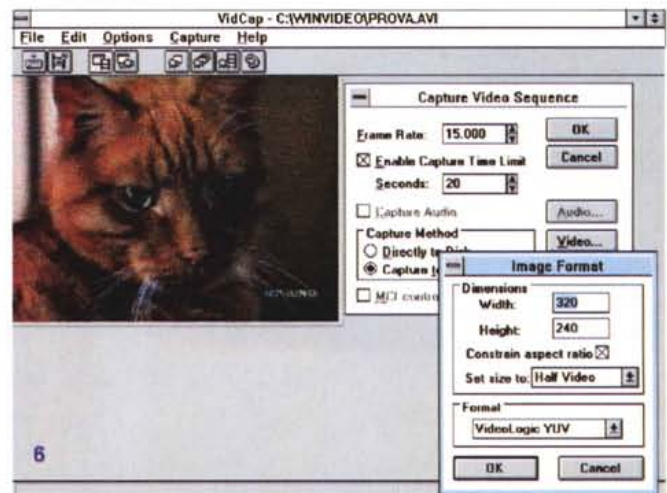 VidCap - C:\WINVIDEO\PROVA.AVI
File Edit Options Capture Help
Capture Video Sequence
Frame Rate: 15.000
OK
Enable Capture Time Limit
Cancel
Seconds: 20
Capture Audio
Audio...
Capture Method
Video...
Directly to Disk
Capture
MCI
Image Format
Dimensions
Width: 320
Height: 240
Constrain aspect ratio
Set size to: Half Video
Format
VideoLogic YUV
OK Cancel
6